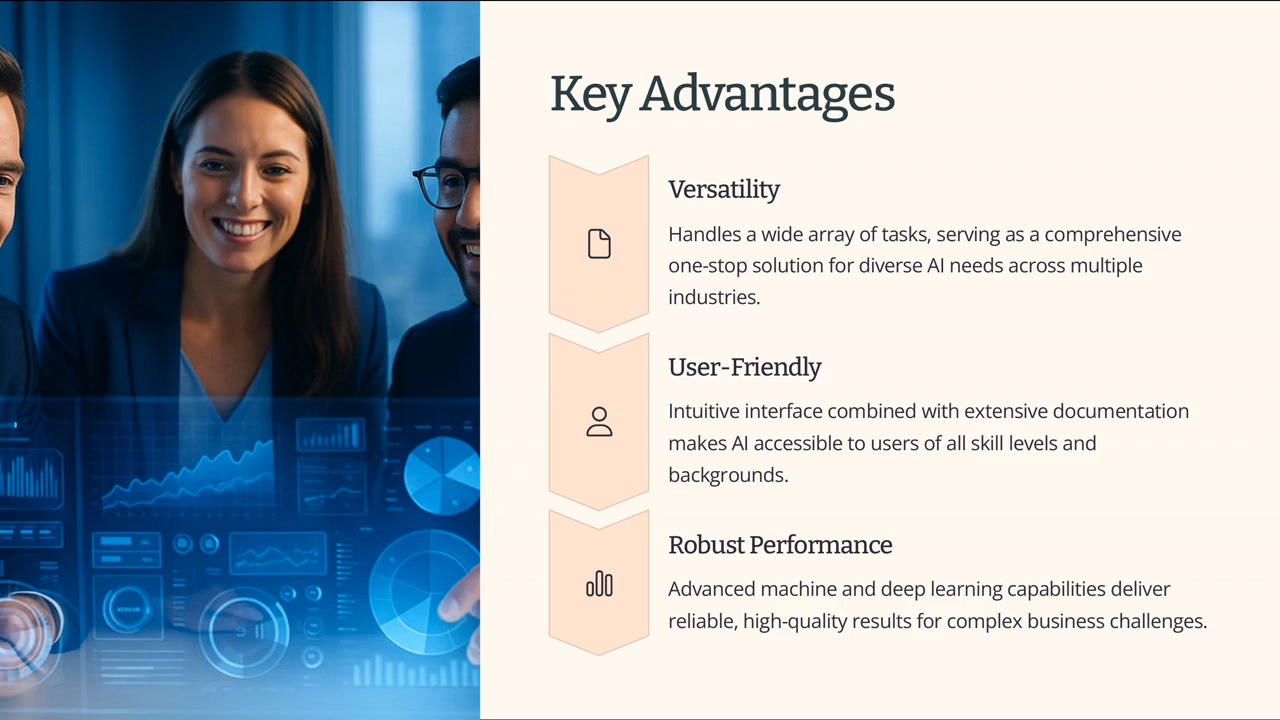 Key Advantages
Versatility
Handles a wide array of tasks, serving as a comprehensive
one-stop solution for diverse AI needs across multiple
industries.
User-Friendly
Intuitive interface combined with extensive documentation
makes AI accessible to users of all skill levels and
backgrounds.
Robust Performance
Advanced machine and deep learning capabilities deliver
reliable, high-quality results for complex business challenges.